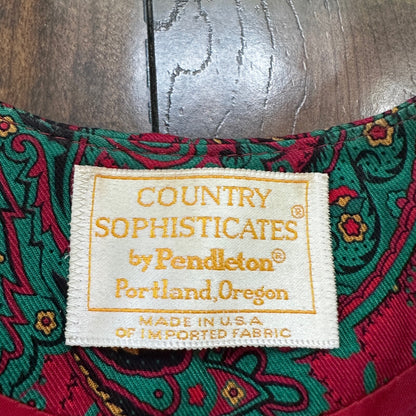 COUNTRY
SOPHISTICATES®
by Pendleton®
Portland, Oregon
MADE IN U.S.A.
OF IMPORTED FABRIC